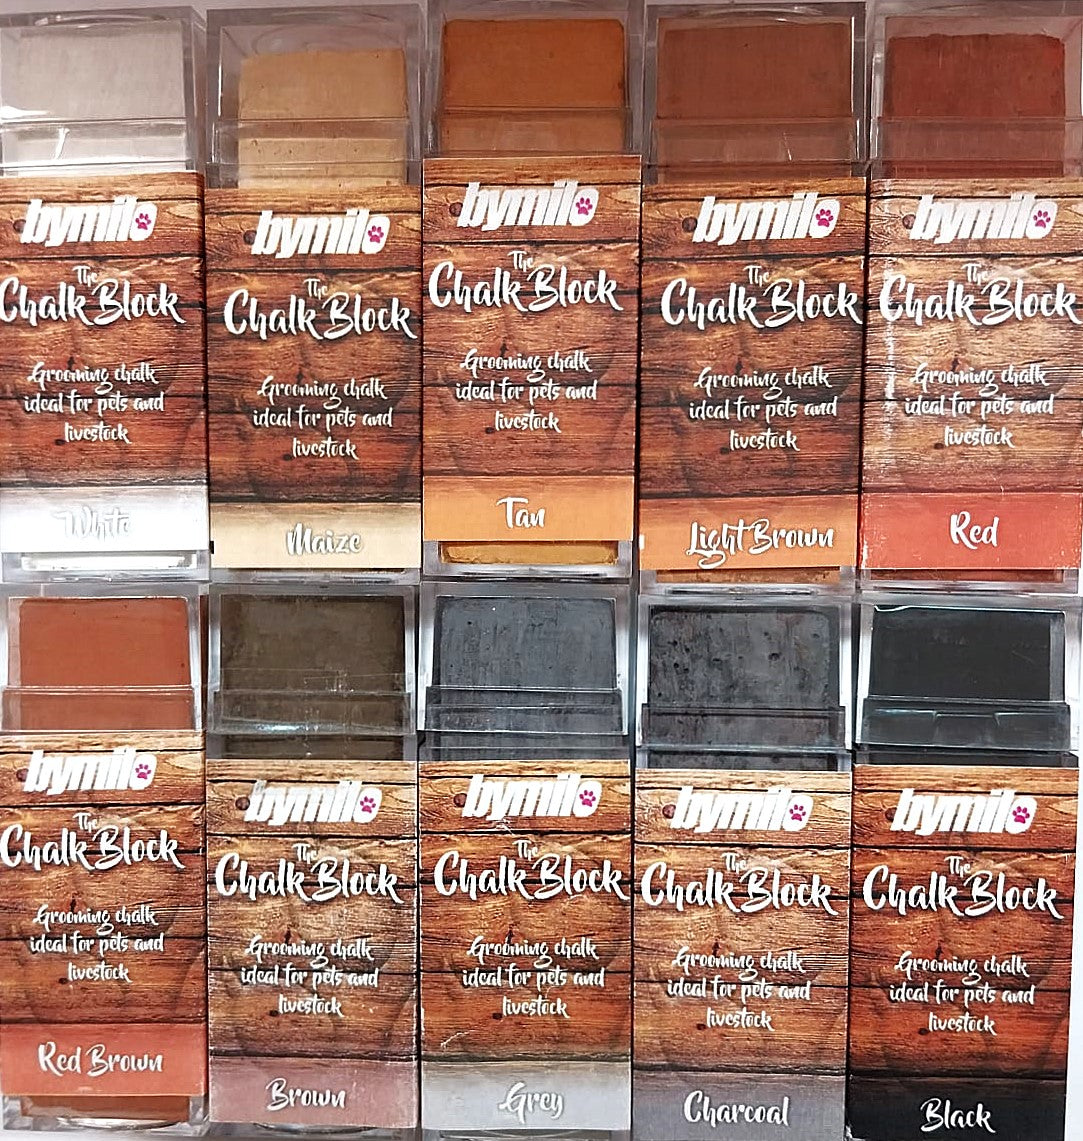 bymilo
The
Chalk Block
Grooming chalk
ideal for pets and
livestock
White
bymilo
The
Chalk Block
Grooming chalk
ideal for pets and
livestock
Maize
bymilo
The
Chalk Block
Grooming chalk
ideal for pets and
livestock
Tan
bymilo
The
Chalk Block
Grooming chalk
ideal for pets and
livestock
Light Brown
bymilo
The
Chalk Block
Grooming chalk
ideal for pets and
livestock
Red
bymilo
The
Chalk Block
Grooming chalk
ideal for pets and
livestock
Red Brown
bymilo
The
Chalk Block
Grooming chalk
ideal for pets and
livestock
Brown
bymilo
The
Chalk Block
Grooming chalk
ideal for pets and
livestock
Grey
bymilo
The
Chalk Block
Grooming chalk
ideal for pets and
livestock
Charcoal
bymilo
The
Chalk Block
Grooming chalk
ideal for pets and
livestock
Black